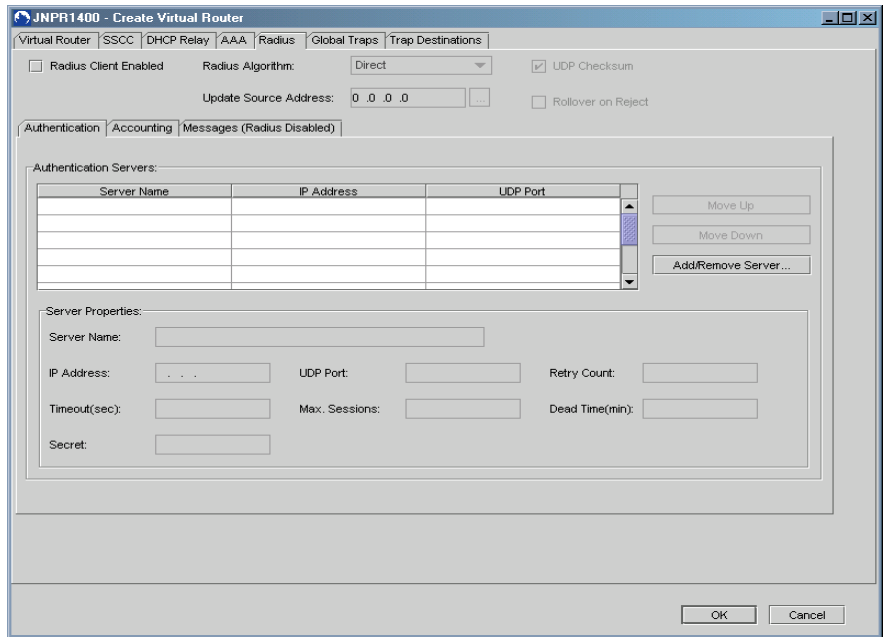 JNPR1400 - Create Virtual Router
Virtual Router SSCC DHCP Relay AAA Radius Global Traps Trap Destinations
Radius Client Enabled Radius Algorithm: Direct UDP Checksum
Update Source Address: 0 .0 .0 .0 ... Rollover on Reject
Authentication Accounting Messages (Radius Disabled)
Authentication Servers:
Server Name IP Address UDP Port
Move Up
Move Down
Add/Remove Server...
Server Properties:
Server Name:
IP Address: . . . UDP Port: Retry Count:
Timeout(sec): Max. Sessions: Dead Time(min):
Secret:
OK Cancel